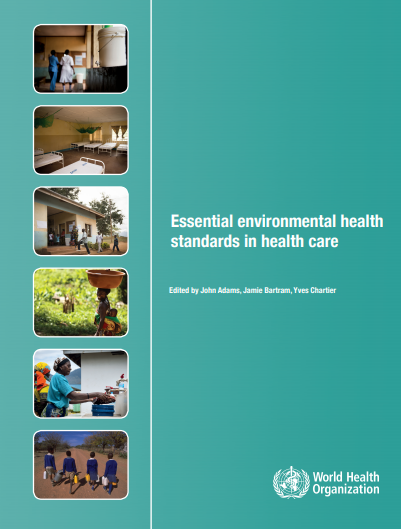 Essential environmental health
standards in health care
Edited by John Adams, Jamie Bartram, Yves Chartier
World Health
Organization